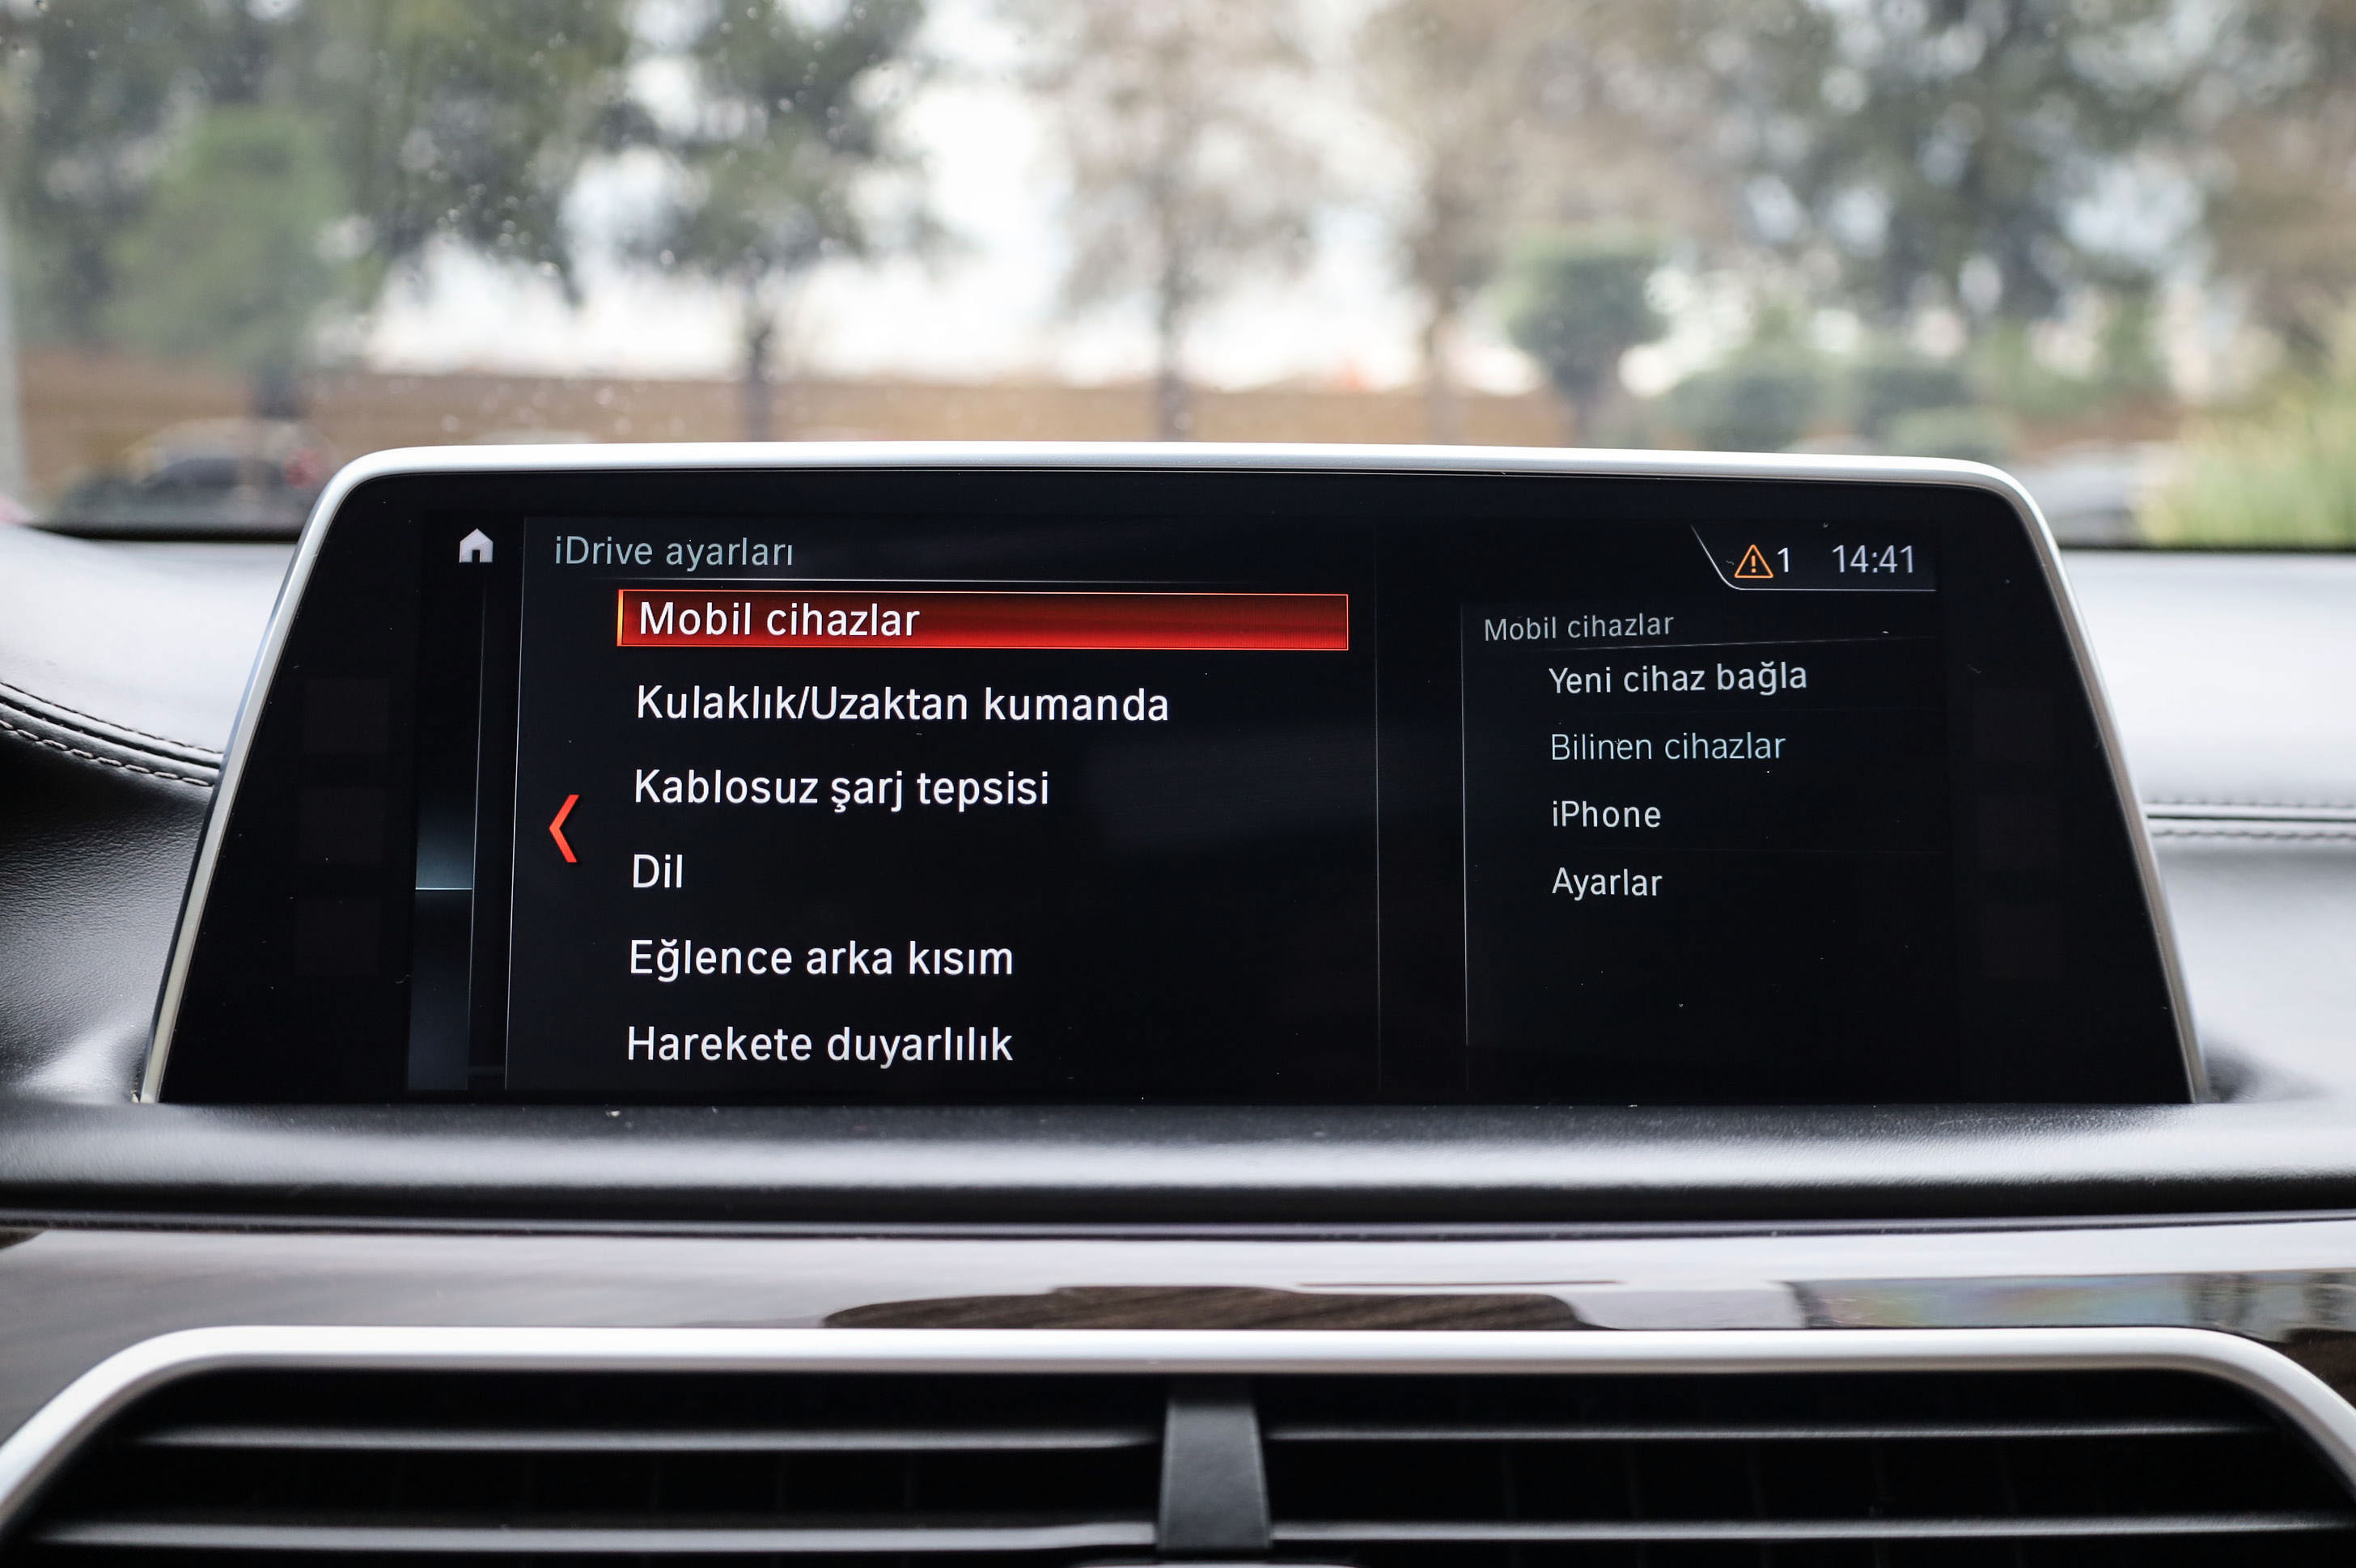 iDrive ayarları
Mobil cihazlar
Kulaklık/Uzaktan kumanda
Kablosuz şarj tepsisi
Dil
Eğlence arka kısım
Harekete duyarlılık
1 14:41
Mobil cihazlar
Yeni cihaz bağla
Bilinen cihazlar
iPhone
Ayarlar